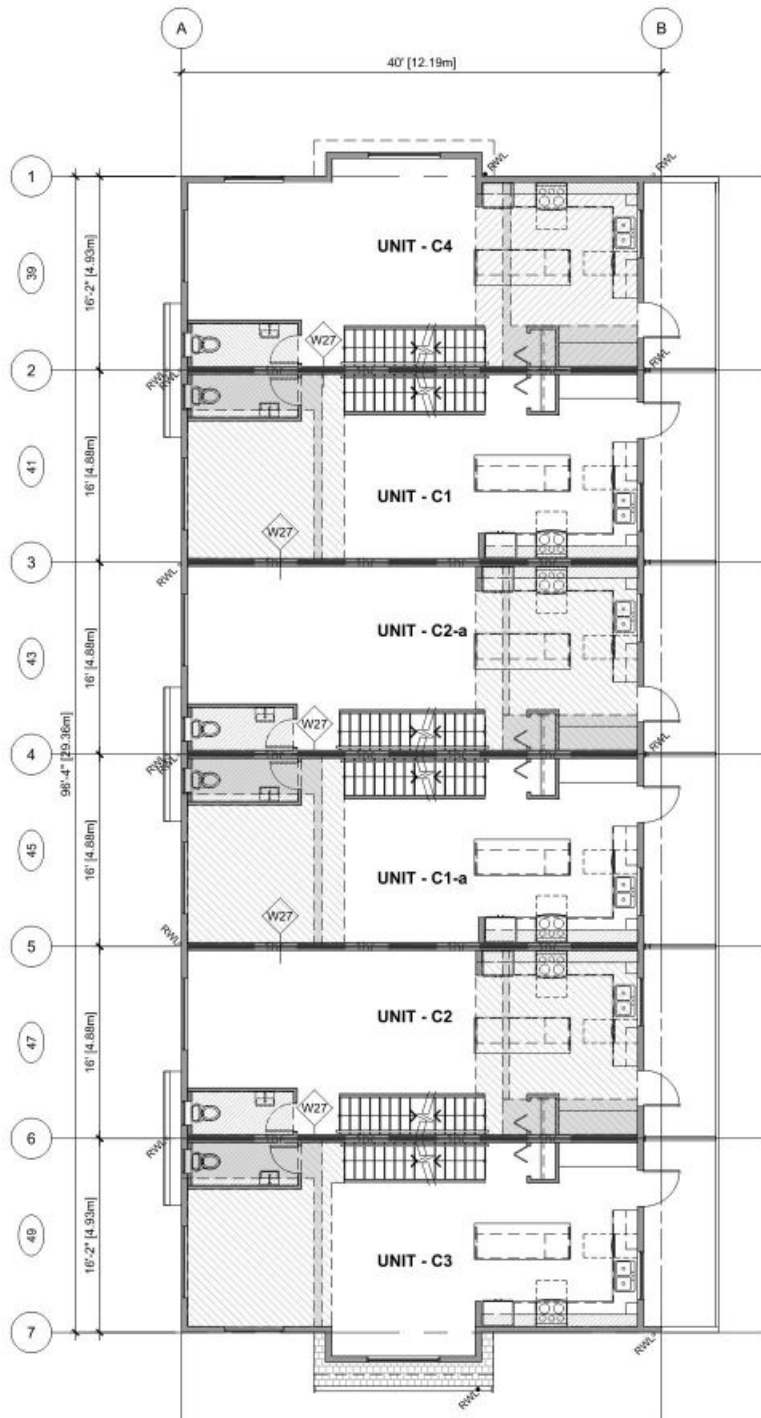 A
B
40' [12.19m]
RWL
RWL
1
16'-2" [4.93m]
39
UNIT - C4
W27
2
RWL
RWL
RWL
16' [4.88m]
41
UNIT - C1
W27
3
RWL
16' [4.88m]
43
UNIT - C2-a
96'-4" [29.36m]
W27
4
RWL
RWL
RWL
16' [4.88m]
45
UNIT - C1-a
W27
5
RWL
16' [4.88m]
47
UNIT - C2
W27
6
RWL
RWL
16'-2" [4.93m]
49
UNIT - C3
7
RWL
RWL